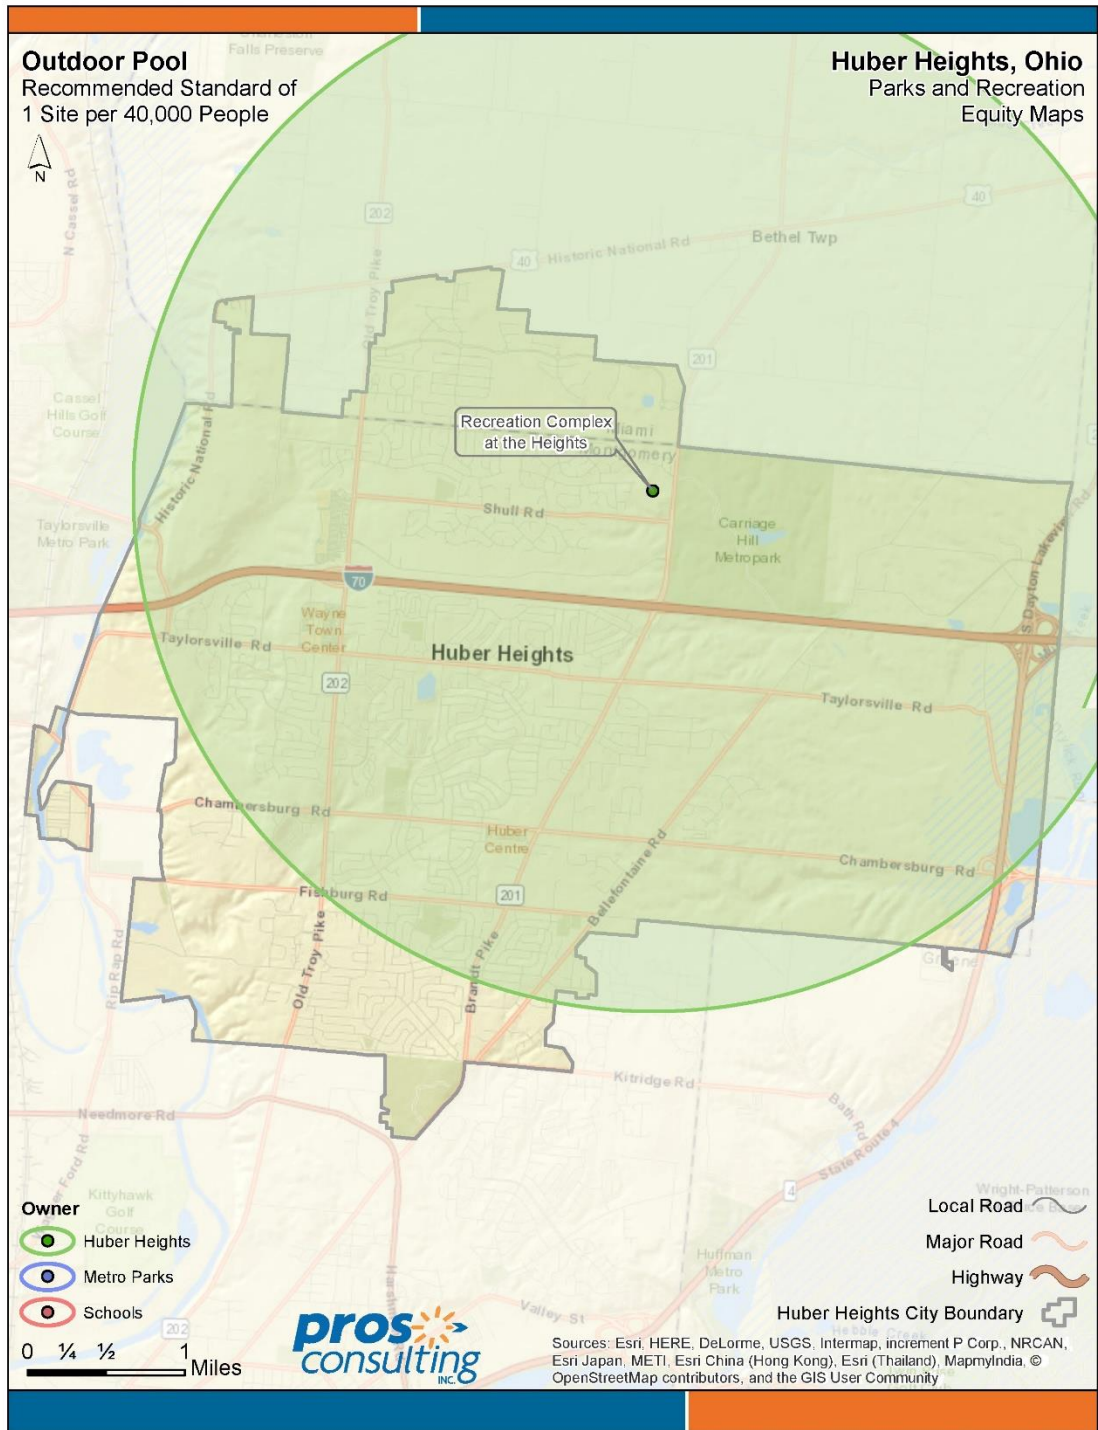 Outdoor Pool
Recommended Standard of
1 Site per 40,000 People
N
Huber Heights, Ohio
Parks and Recreation
Equity Maps
Falls Preserve
N Cassel Rd
202
40
Bethel Twp
40
Historic National Rd
Old Troy Pike
201
Cassel
Hills Golf
Course
Historic National Rd
Recreation Complex
at the Heights
Miami
Montgomery
Shull Rd
Carriage
Hill
Metropark
Taylorsville
Metro Park
70
Wayne
Town
Center
S Dayton Lakeview Rd
Taylorsville Rd
Huber Heights
202
Taylorsville Rd
Chambersburg Rd
Huber
Centre
Bellefontaine Rd
Chambersburg Rd
Fishburg Rd
201
Old Troy Pike
Brandt Pike
Rip Rap Rd
Greene
Kitridge Rd
Needmore Rd
Bath Rd
State Route 4
4
Wright-Patterson
Kittyhawk
Golf
Course
Huffman
Metro
Park
Valley St
202
Owner
Huber Heights
Metro Parks
Schools
0 ¼ ½ 1
Miles
pros
consulting
INC.
Local Road
Major Road
Highway
Huber Heights City Boundary
Sources: Esri, HERE, DeLorme, USGS, Intermap, increment P Corp., NRCAN,
Esri Japan, METI, Esri China (Hong Kong), Esri (Thailand), MapmyIndia, ©
OpenStreetMap contributors, and the GIS User Community